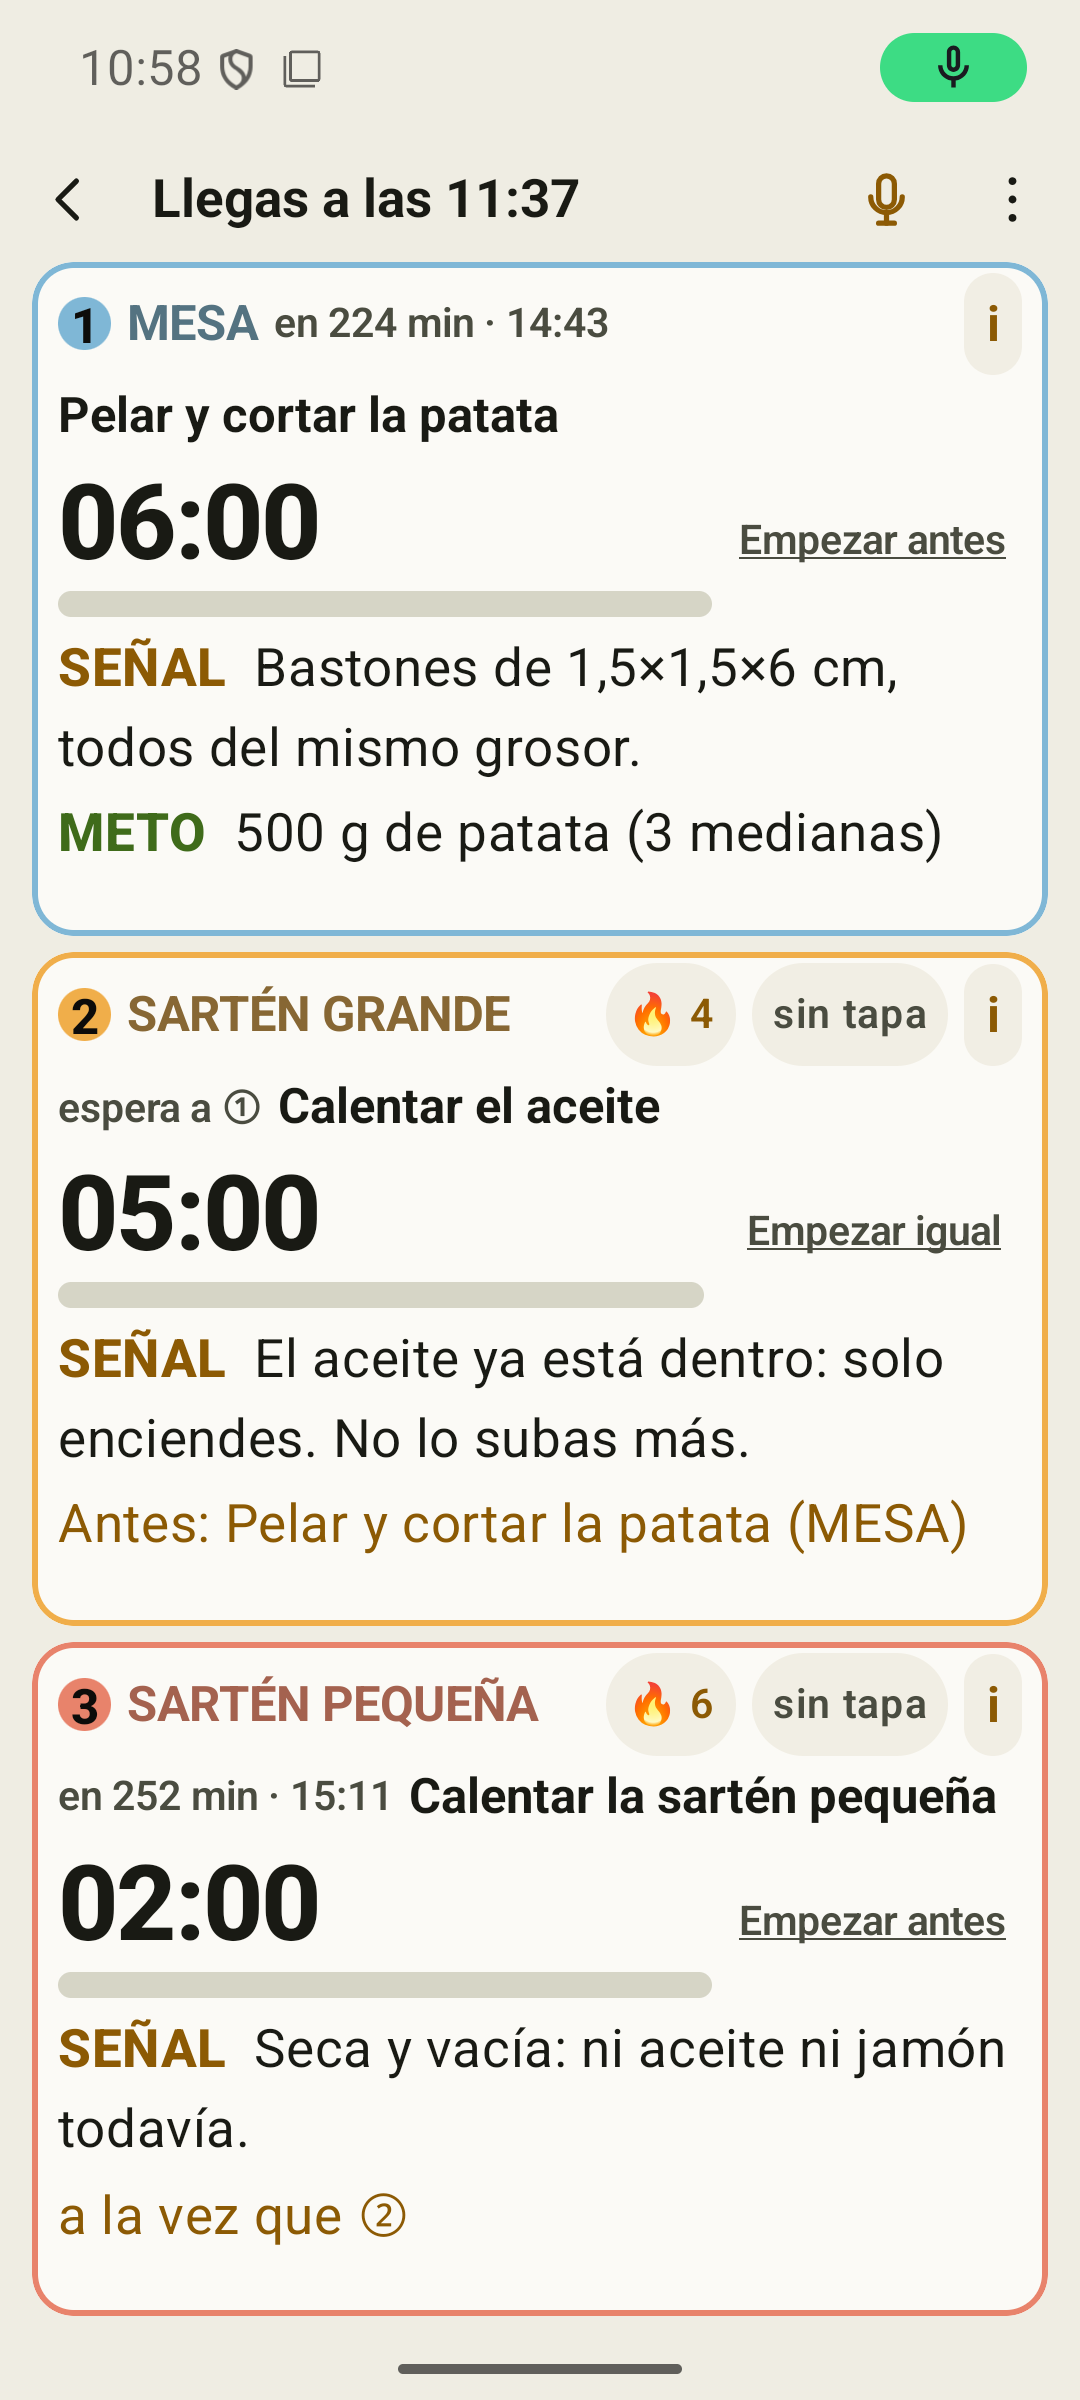 10:58
Llegas a las 11:37
1 MESA en 224 min · 14:43 i
Pelar y cortar la patata
06:00
Empezar antes
SEÑAL Bastones de 1,5×1,5×6 cm,
todos del mismo grosor.
METO 500 g de patata (3 medianas)
2 SARTÉN GRANDE 🔥 4 sin tapa i
espera a ① Calentar el aceite
05:00
Empezar igual
SEÑAL El aceite ya está dentro: solo
enciendes. No lo subas más.
Antes: Pelar y cortar la patata (MESA)
3 SARTÉN PEQUEÑA 🔥 6 sin tapa i
en 252 min · 15:11 Calentar la sartén pequeña
02:00
Empezar antes
SEÑAL Seca y vacía: ni aceite ni jamón
todavía.
a la vez que ②